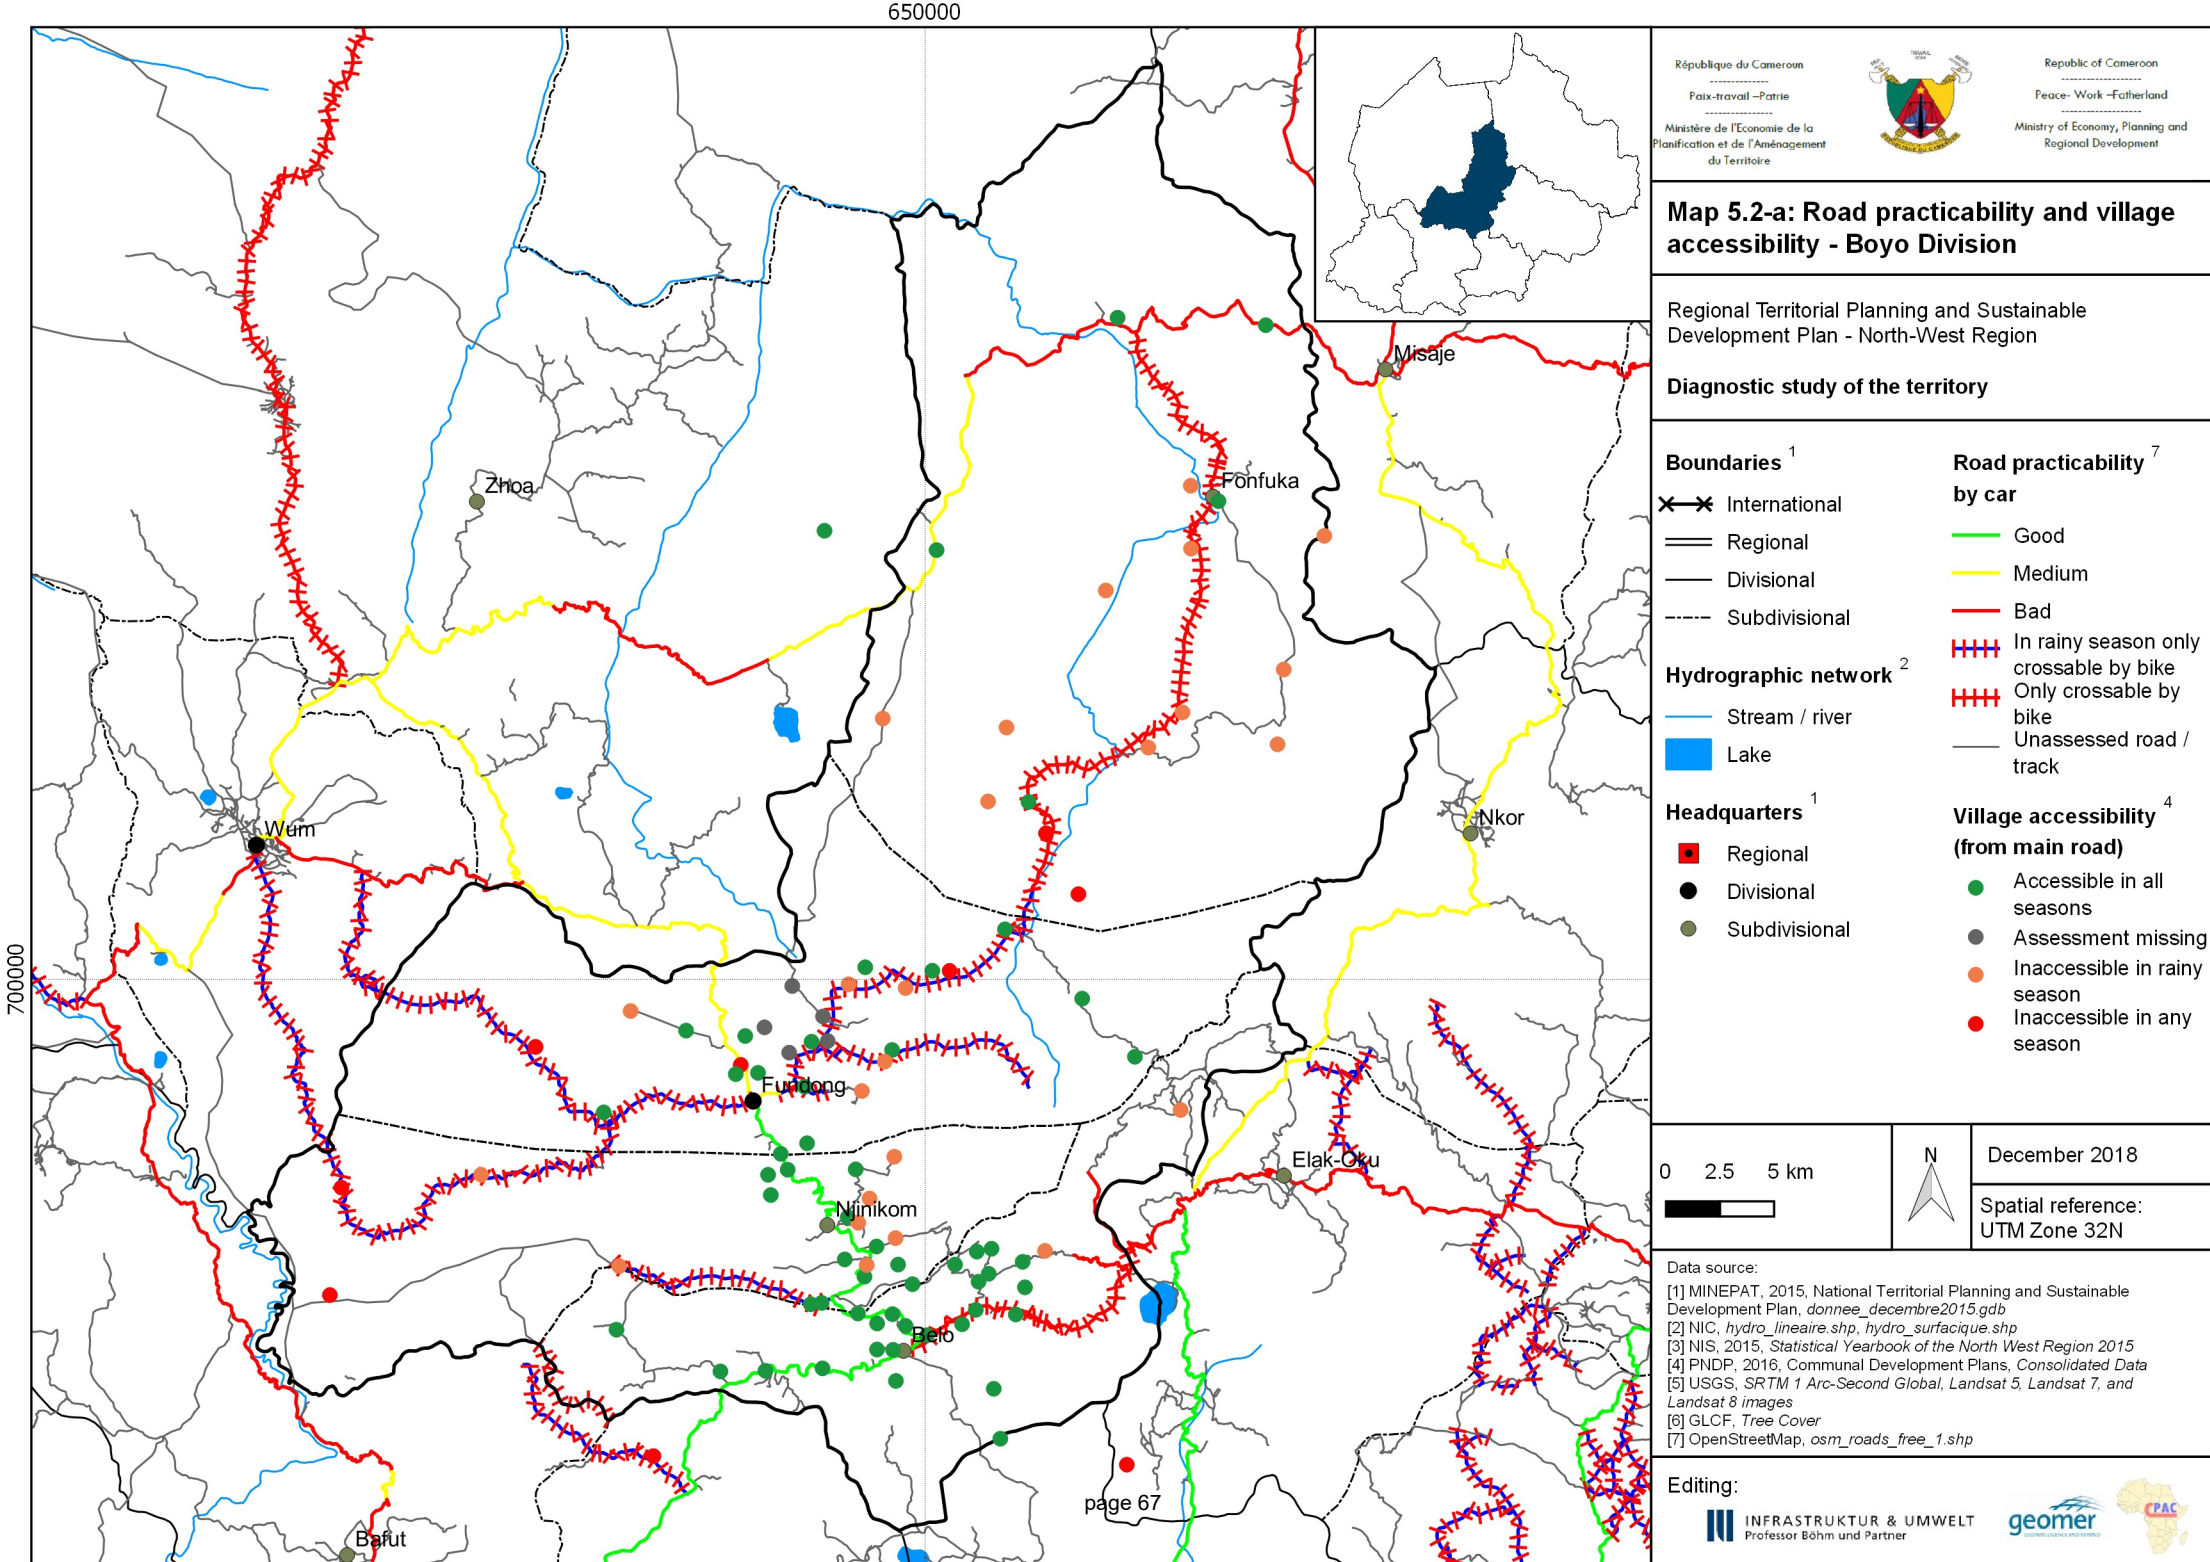 650000
700000
Misaje
Zhoa
Fonfuka
Wum
Nkor
Fundong
Elak-Oku
Njinikom
Belo
page 67
Bafut
République du Cameroun
---------------
Paix-travail –Patrie
---------------
Ministère de l'Economie de la
Planification et de l'Aménagement
du Territoire
TRAVAIL
REPUBLIQUE DU CAMEROUN
Republic of Cameroon
-------------------
Peace- Work –Fatherland
-------------------
Ministry of Economy, Planning and
Regional Development
Map 5.2-a: Road practicability and village
accessibility - Boyo Division
Regional Territorial Planning and Sustainable
Development Plan - North-West Region
Diagnostic study of the territory
Boundaries 1
International
Regional
Divisional
Subdivisional
Hydrographic network 2
Stream / river
Lake
Headquarters 1
Regional
Divisional
Subdivisional
Road practicability 7
by car
Good
Medium
Bad
In rainy season only
crossable by bike
Only crossable by
bike
Unassessed road /
track
Village accessibility 4
(from main road)
Accessible in all
seasons
Assessment missing
Inaccessible in rainy
season
Inaccessible in any
season
0 2.5 5 km
N
December 2018
Spatial reference:
UTM Zone 32N
Data source:
[1] MINEPAT, 2015, National Territorial Planning and Sustainable
Development Plan, donnee_decembre2015.gdb
[2] NIC, hydro_lineaire.shp, hydro_surfacique.shp
[3] NIS, 2015, Statistical Yearbook of the North West Region 2015
[4] PNDP, 2016, Communal Development Plans, Consolidated Data
[5] USGS, SRTM 1 Arc-Second Global, Landsat 5, Landsat 7, and
Landsat 8 images
[6] GLCF, Tree Cover
[7] OpenStreetMap, osm_roads_free_1.shp
Editing:
INFRASTRUKTUR & UMWELT
Professor Böhm und Partner
geomer
CPAC